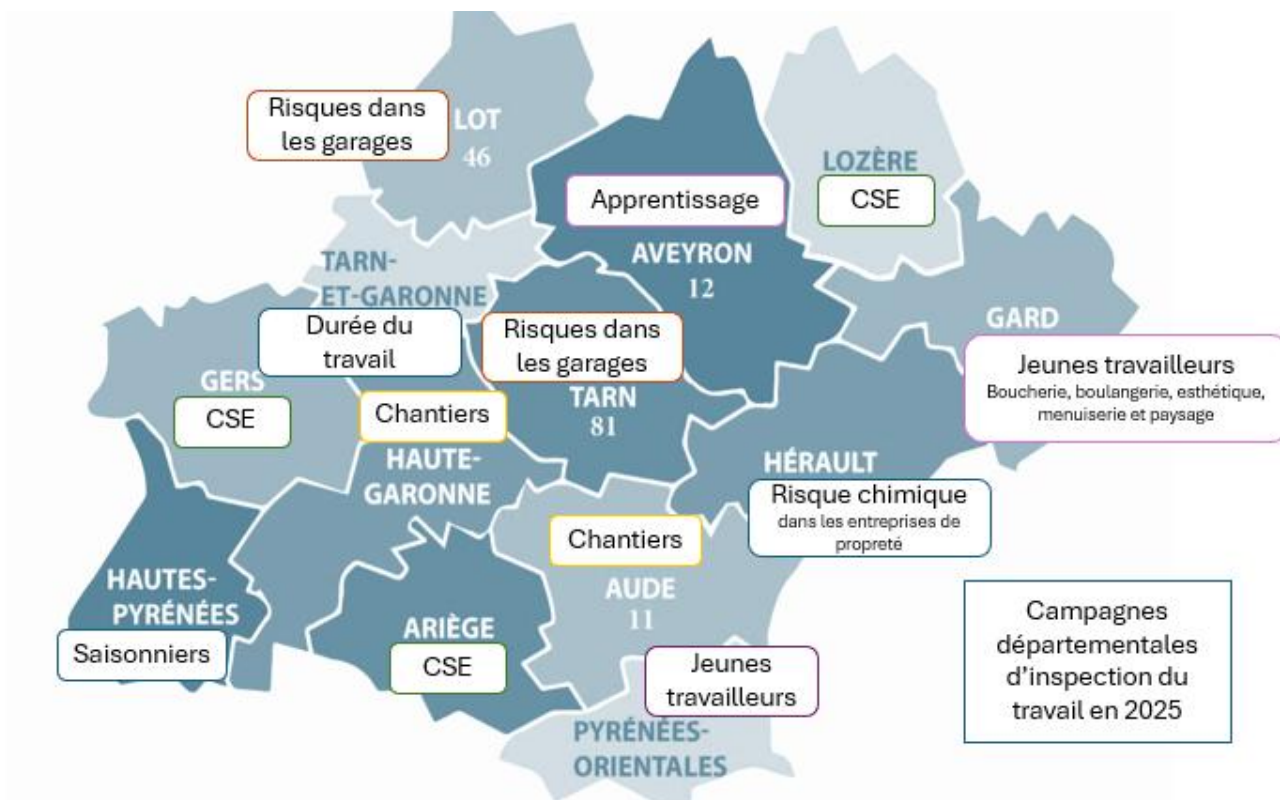 Risques dans
les garages
LOT
46
Apprentissage
AVEYRON
12
LOZÈRE
CSE
TARN-
ET-GARONNE
Durée du
travail
Risques dans
les garages
TARN
81
GARD
Jeunes travailleurs
Boucherie, boulangerie, esthétique,
menuiserie et paysage
GERS
CSE
Chantiers
HAUTE-
GARONNE
HÉRAULT
Risque chimique
dans les entreprises de
propreté
Chantiers
AUDE
11
HAUTES-
PYRÉNÉES
Saisonniers
ARIÈGE
CSE
Jeunes
travailleurs
PYRÉNÉES-
ORIENTALES
Campagnes
départementales
d’inspection du
travail en 2025